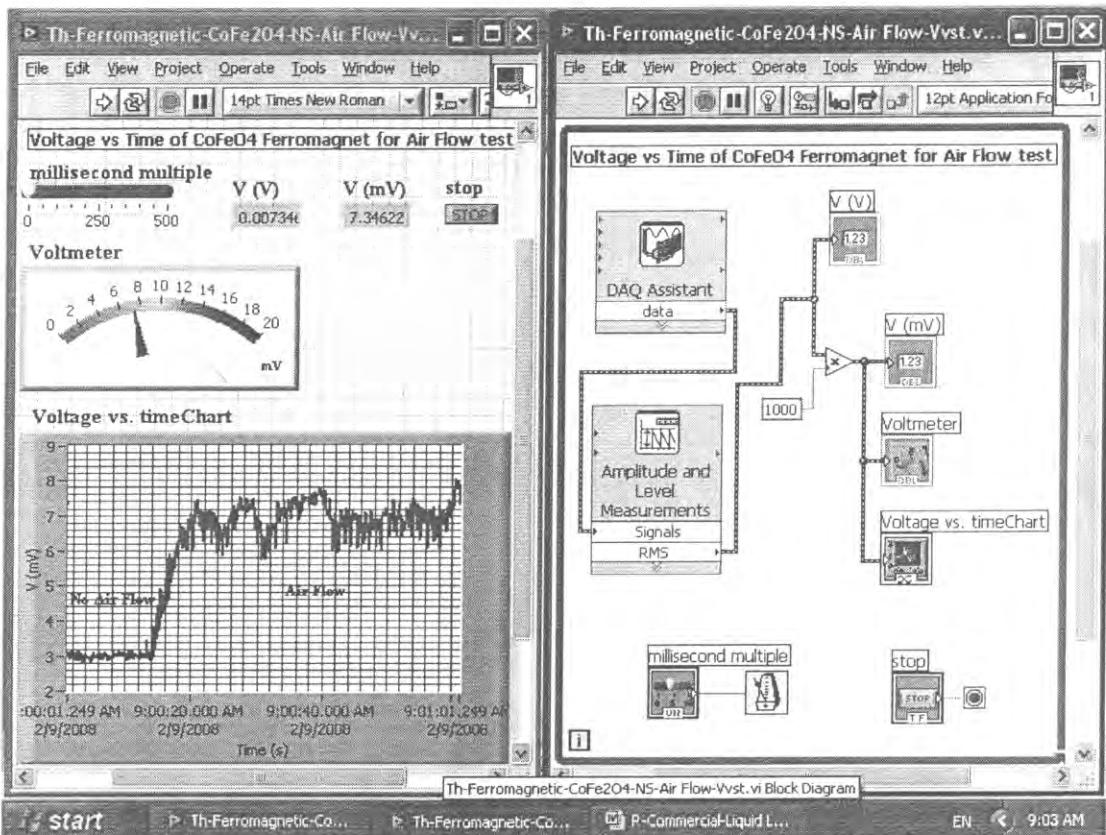 Th-Ferromagnetic-CoFe2O4-NS-Air Flow-Vv...
File Edit View Project Operate Tools Window Help
14pt Times New Roman
1
Voltage vs Time of CoFeO4 Ferromagnet for Air Flow test
millisecond multiple
V (V)
V (mV)
stop
0 250 500
7.34622
STOP
Voltmeter
0 2 4 6 8 10 12 14 16 18 20
mV
Voltage vs. timeChart
9
8
7
6
5
4
3
2
V (mV)
No Air Flow
Air Flow
:00:01.249 AM 9:00:20.000 AM 9:00:40.000 AM 9:01:01.249 AM
2/9/2008 2/9/2008 2/9/2008 2/9/2008
Time (s)
Th-Ferromagnetic-CoFe2O4-NS-Air Flow-Vvst.v...
File Edit View Project Operate Tools Window Help
12pt Application Fo
1
Voltage vs Time of CoFeO4 Ferromagnet for Air Flow test
V (V)
1.23
DBL
DAQ Assistant
data
V (mV)
1.23
DBL
1000
Voltmeter
DBL
Amplitude and
Level
Measurements
Signals
RMS
Voltage vs. timeChart
millisecond multiple
stop
STOP
TF
i
Th-Ferromagnetic-CoFe2O4-NS-Air Flow-Vvst.vi Block Diagram
start
Th-Ferromagnetic-Co...
Th-Ferromagnetic-Co...
R-Commercial-Liquid L...
EN
9:03 AM